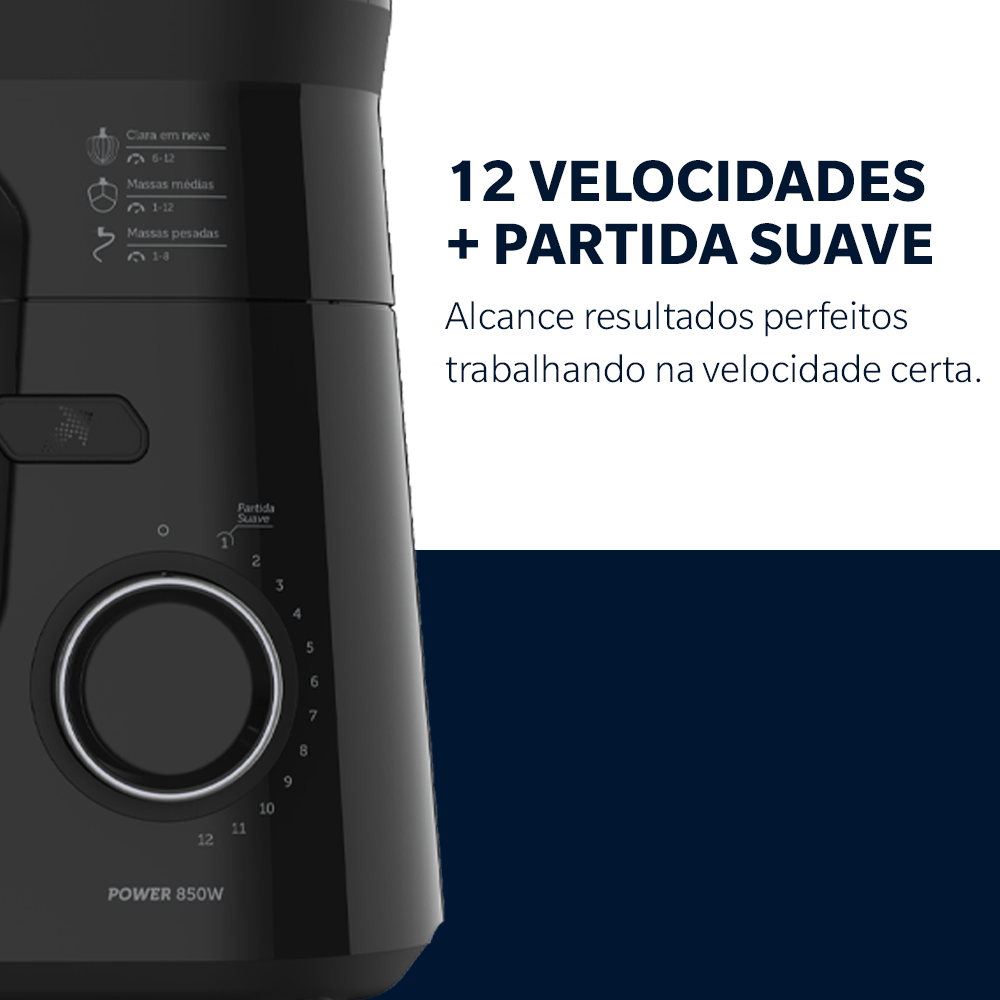 Clara em neve
6-12
Massas médias
1-12
Massas pesadas
1-8
12 VELOCIDADES
+ PARTIDA SUAVE
Alcance resultados perfeitos
trabalhando na velocidade certa.
Partida
Suave
1
2
3
4
5
6
7
8
9
10
11
12
POWER 850W